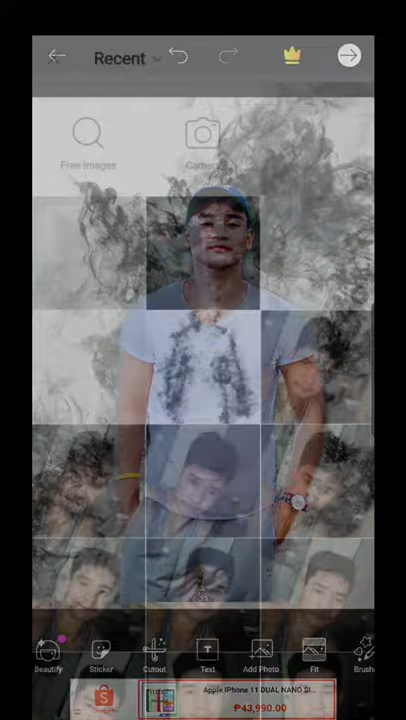 Recent
Free Images
Camera
Beautify
Sticker
Cutout
Text
Add Photo
Fit
Brush
Apple IPhone 11 DUAL NANO SI...
₱43,990.00